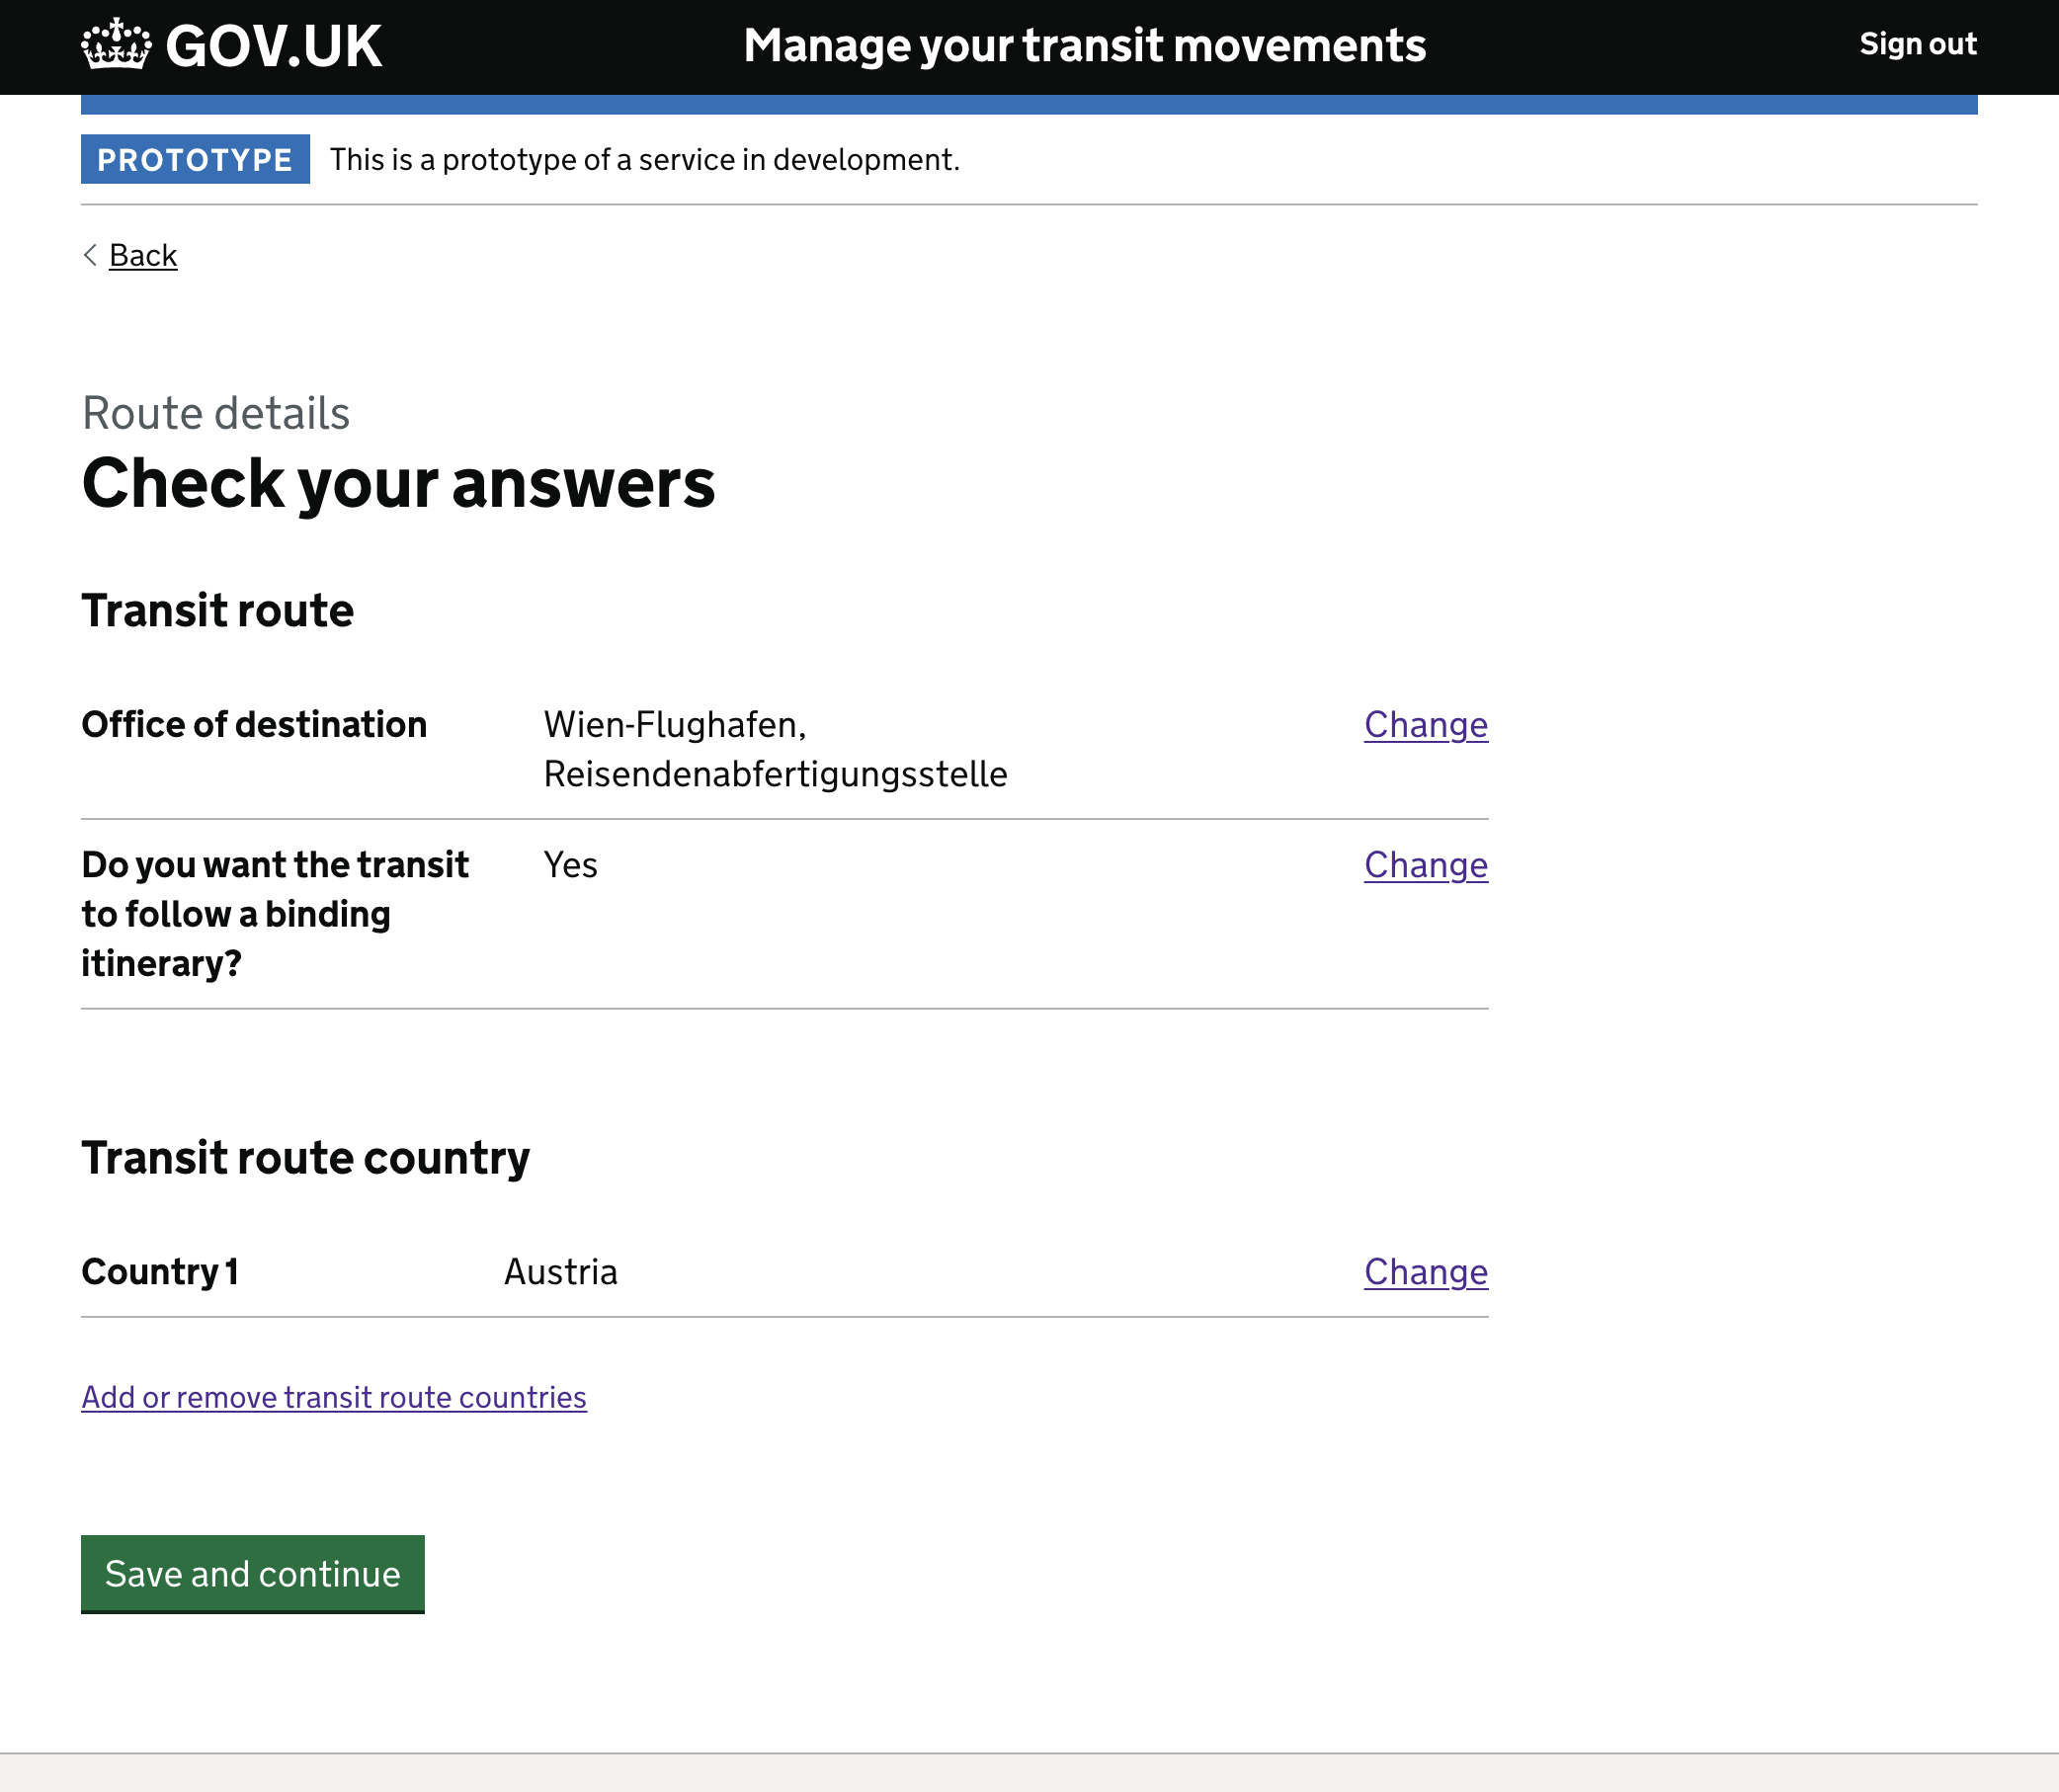 GOV.UK
Manage your transit movements
Sign out
PROTOTYPE
This is a prototype of a service in development.
Back
Route details
Check your answers
Transit route
Office of destination
Wien-Flughafen,
Reisendenabfertigungsstelle
Change
Do you want the transit
to follow a binding
itinerary?
Yes
Change
Transit route country
Country 1
Austria
Change
Add or remove transit route countries
Save and continue